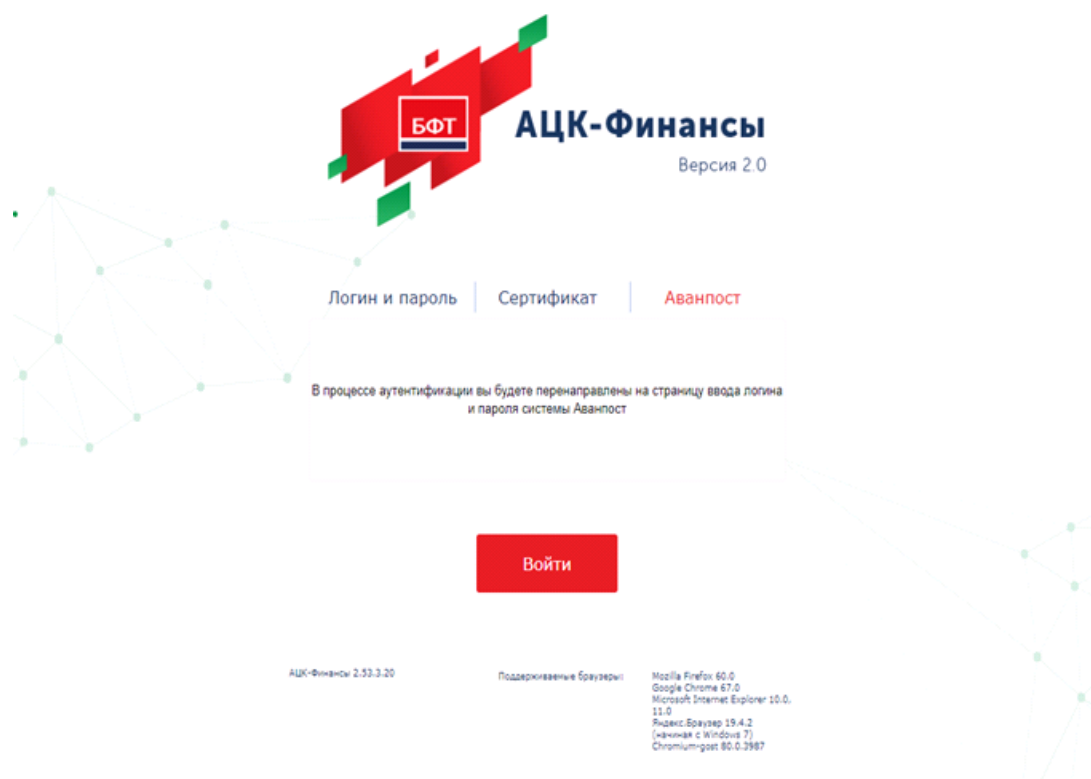 БФТ
АЦК-Финансы
Версия 2.0
Логин и пароль
Сертификат
Аванпост
В процессе аутентификации вы будете перенаправлены на страницу ввода логина
и пароля системы Аванпост
Войти
АЦК-Финансы 2.53.3.20
Поддерживаемые браузеры:
Mozilla Firefox 60.0
Google Chrome 67.0
Microsoft Internet Explorer 10.0,
11.0
Яндекс.Браузер 19.4.2
(начиная с Windows 7)
Chromium-gost 80.0.3987